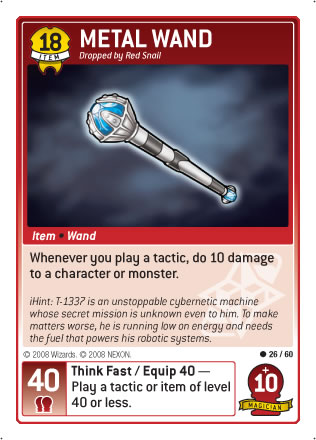 18
ITEM
METAL WAND
Dropped by Red Snail
Item • Wand
Whenever you play a tactic, do 10 damage
to a character or monster.
iHint: T-1337 is an unstoppable cybernetic machine
whose secret mission is unknown even to him. To make
matters worse, he is running low on energy and needs
the fuel that powers his robotic systems.
© 2008 Wizards. © 2008 NEXON.
● 26 / 60
40
Think Fast / Equip 40 —
Play a tactic or item of level
40 or less.
+
10
MAGICIAN